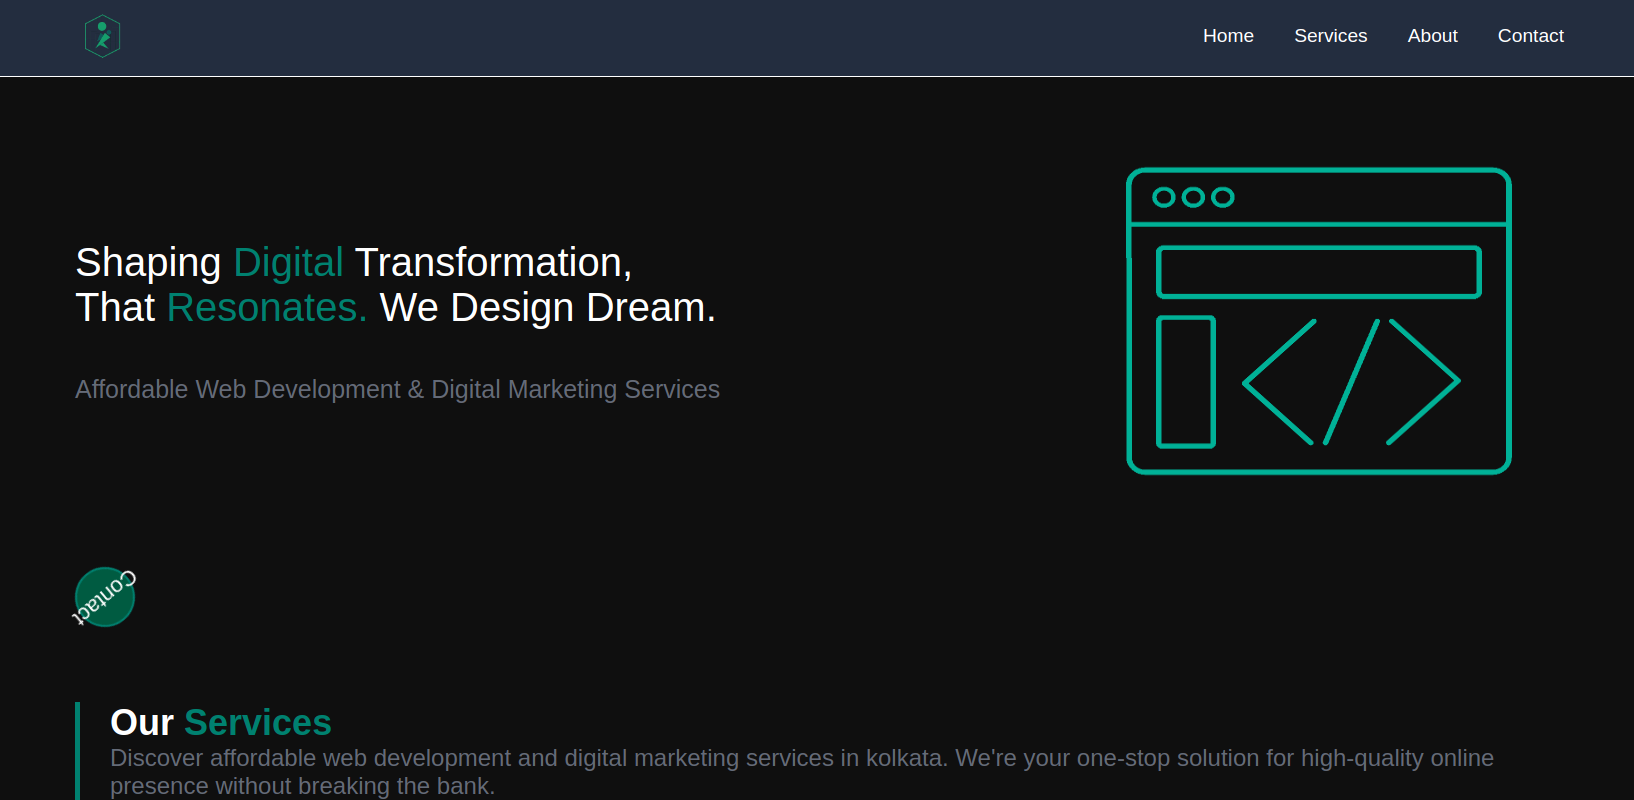 Home Services About Contact
Shaping Digital Transformation,
That Resonates. We Design Dream.
Affordable Web Development & Digital Marketing Services
</>
Contact
Our Services
Discover affordable web development and digital marketing services in kolkata. We're your one-stop solution for high-quality online
presence without breaking the bank.